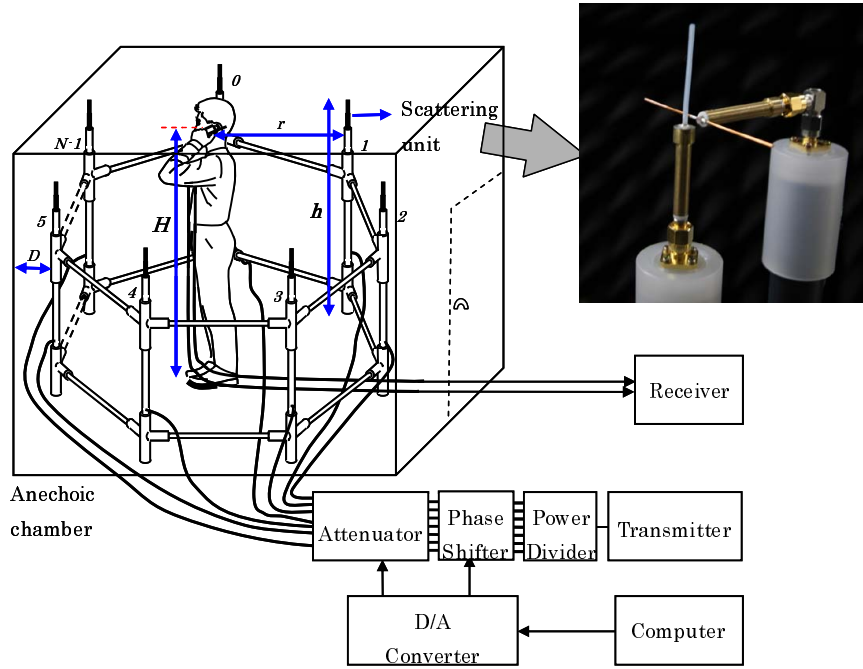 0
Scattering
unit
r
N-1
1
h
H
5
2
D
4
3
Receiver
Anechoic
chamber
Attenuator
Phase
Shifter
Power
Divider
Transmitter
D/A
Converter
Computer